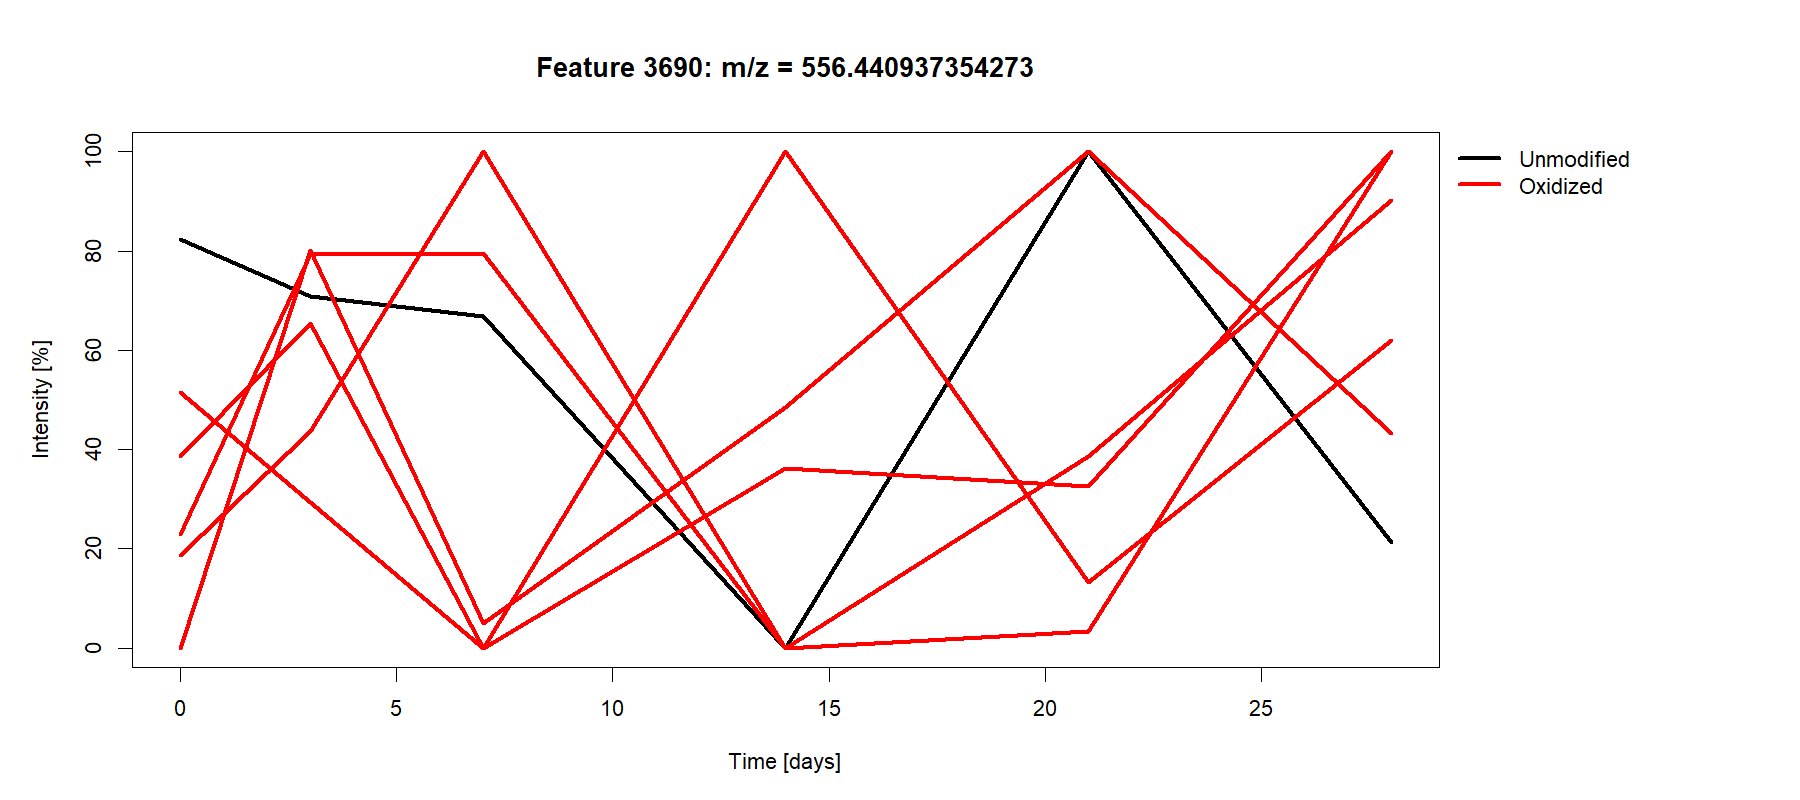 Feature 3690: m/z = 556.440937354273
Unmodified
Oxidized
Intensity [%]
100
80
60
40
20
0
0 5 10 15 20 25
Time [days]